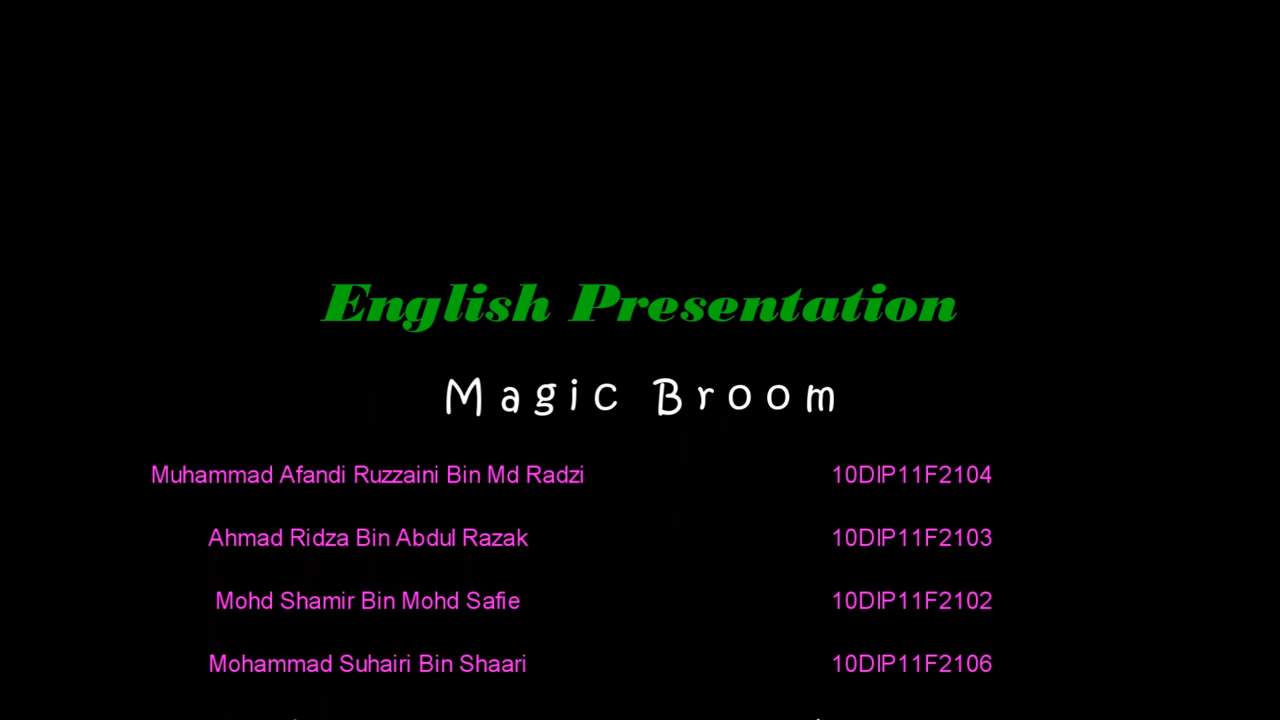 English Presentation
Magic Broom
Muhammad Afandi Ruzzaini Bin Md Radzi 10DIP11F2104
Ahmad Ridza Bin Abdul Razak 10DIP11F2103
Mohd Shamir Bin Mohd Safie 10DIP11F2102
Mohammad Suhairi Bin Shaari 10DIP11F2106